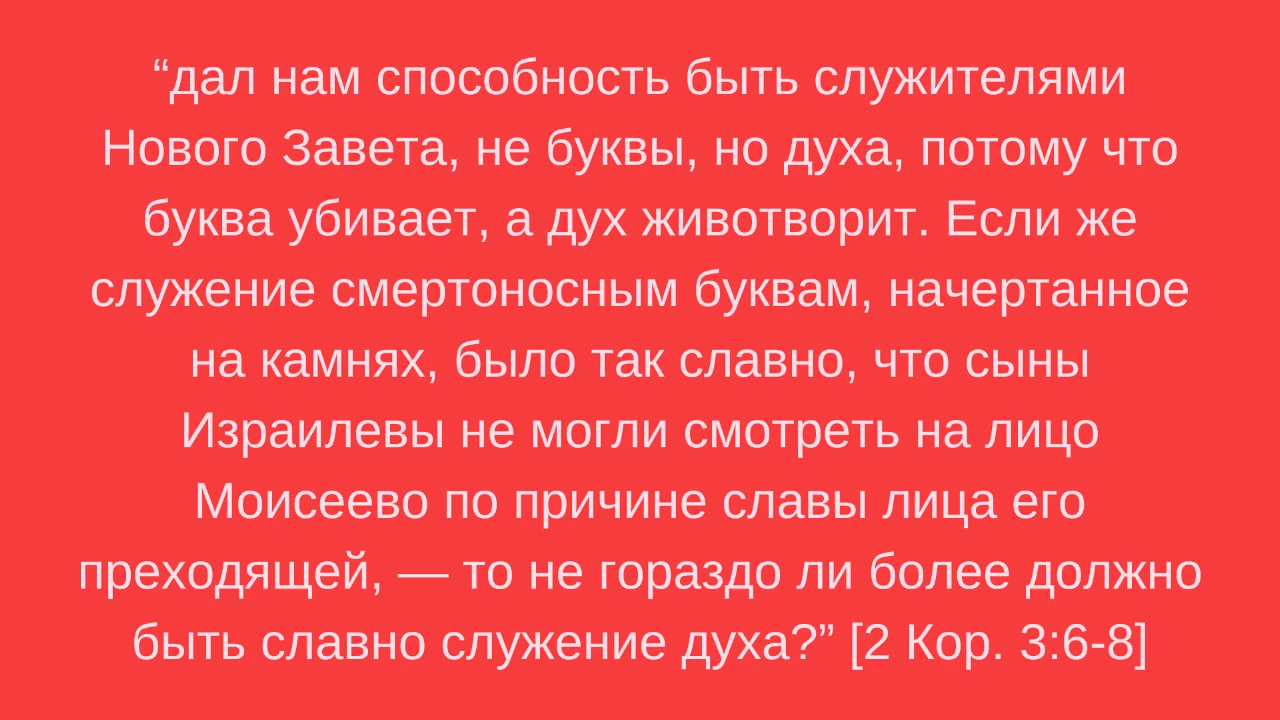 “дал нам способность быть служителями
Нового Завета, не буквы, но духа, потому что
буква убивает, а дух животворит. Если же
служение смертоносным буквам, начертанное
на камнях, было так славно, что сыны
Израилевы не могли смотреть на лицо
Моисеево по причине славы лица его
преходящей, — то не гораздо ли более должно
быть славно служение духа?” [2 Кор. 3:6-8]